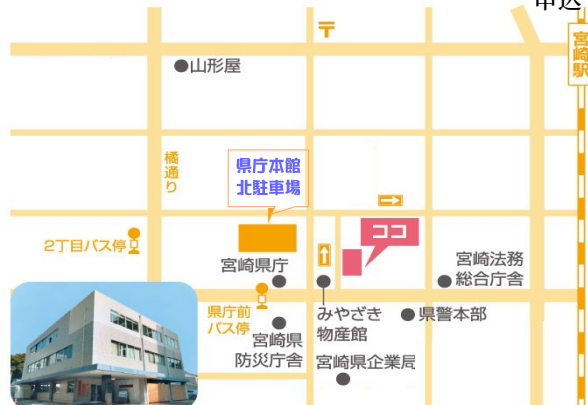 申込
〒
宮崎駅
山形屋
橘通り
県庁本館
北駐車場
ココ
2丁目バス停
宮崎県庁
宮崎法務
総合庁舎
県庁前
バス停
みやざき
物産館
県警本部
宮崎県
防災庁舎
宮崎県企業局